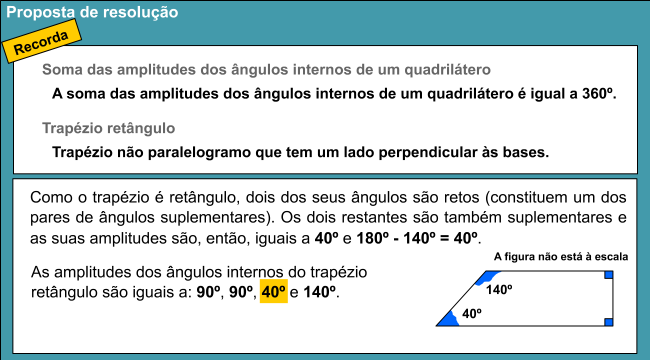 Proposta de resolução
Recorda
Soma das amplitudes dos ângulos internos de um quadrilátero
A soma das amplitudes dos ângulos internos de um quadrilátero é igual a 360º.
Trapézio retângulo
Trapézio não paralelogramo que tem um lado perpendicular às bases.
Como o trapézio é retângulo, dois dos seus ângulos são retos (constituem um dos
pares de ângulos suplementares). Os dois restantes são também suplementares e
as suas amplitudes são, então, iguais a 40º e 180º - 140º = 40º.
A figura não está à escala
As amplitudes dos ângulos internos do trapézio
retângulo são iguais a: 90º, 90º, 40º e 140º.
140º
40º